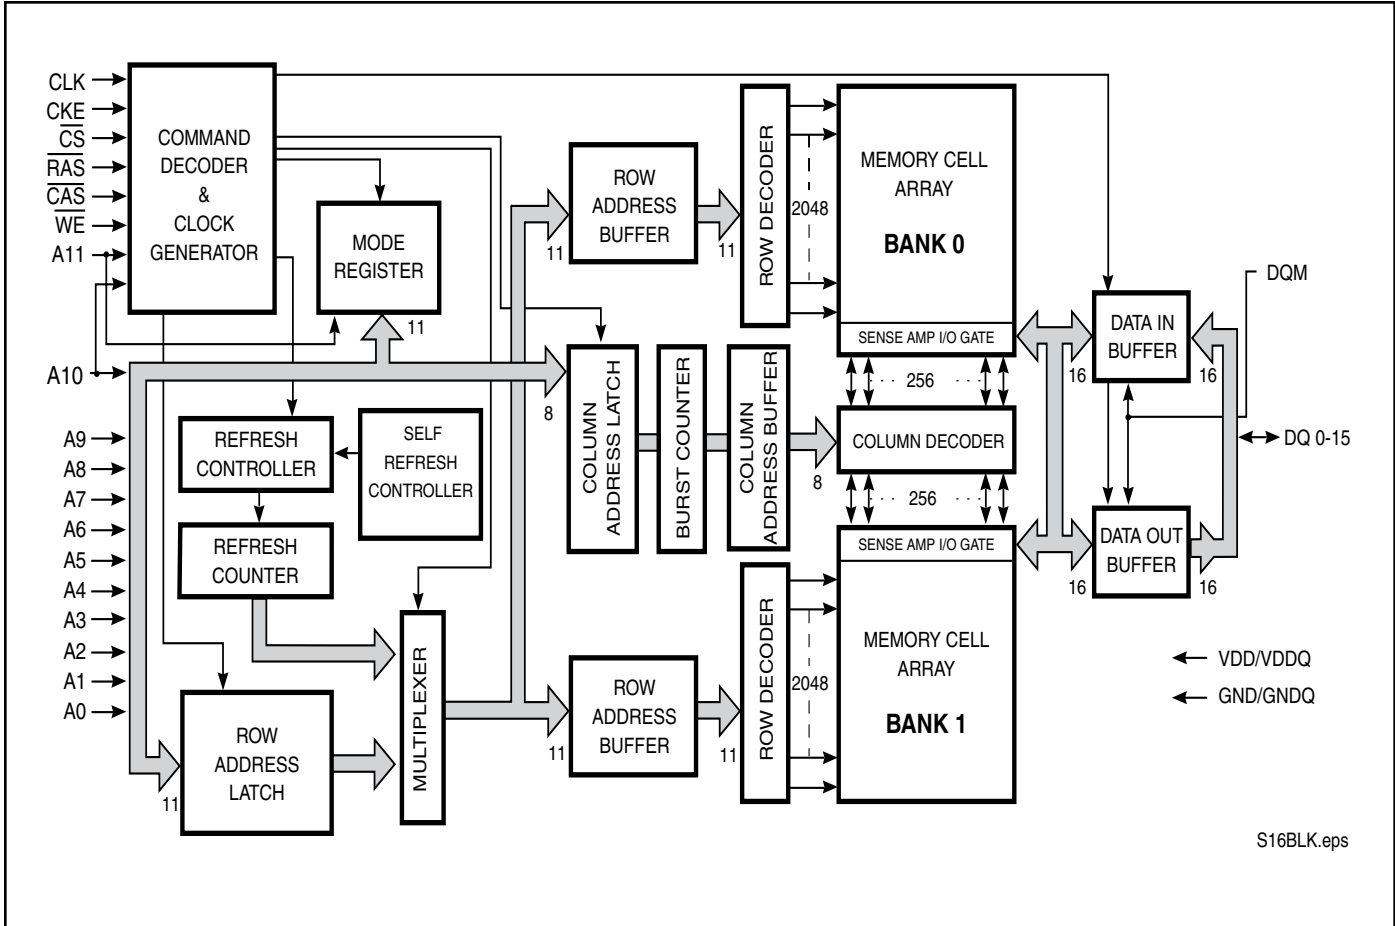 CLK
CKE
CS
RAS
CAS
WE
A11
A10
A9
A8
A7
A6
A5
A4
A3
A2
A1
A0
COMMAND
DECODER
&
CLOCK
GENERATOR
MODE
REGISTER
11
REFRESH
CONTROLLER
SELF
REFRESH
CONTROLLER
REFRESH
COUNTER
ROW
ADDRESS
LATCH
11
MULTIPLEXER
ROW
ADDRESS
BUFFER
11
11
ROW DECODER
2048
MEMORY CELL
ARRAY
BANK 0
SENSE AMP I/O GATE
256
COLUMN
ADDRESS LATCH
8
BURST COUNTER
COLUMN
ADDRESS BUFFER
8
COLUMN DECODER
256
SENSE AMP I/O GATE
MEMORY CELL
ARRAY
BANK 1
ROW
ADDRESS
BUFFER
11
11
ROW DECODER
2048
DATA IN
BUFFER
16
16
DQM
DQ 0-15
DATA OUT
BUFFER
16
16
VDD/VDDQ
GND/GNDQ
S16BLK.eps